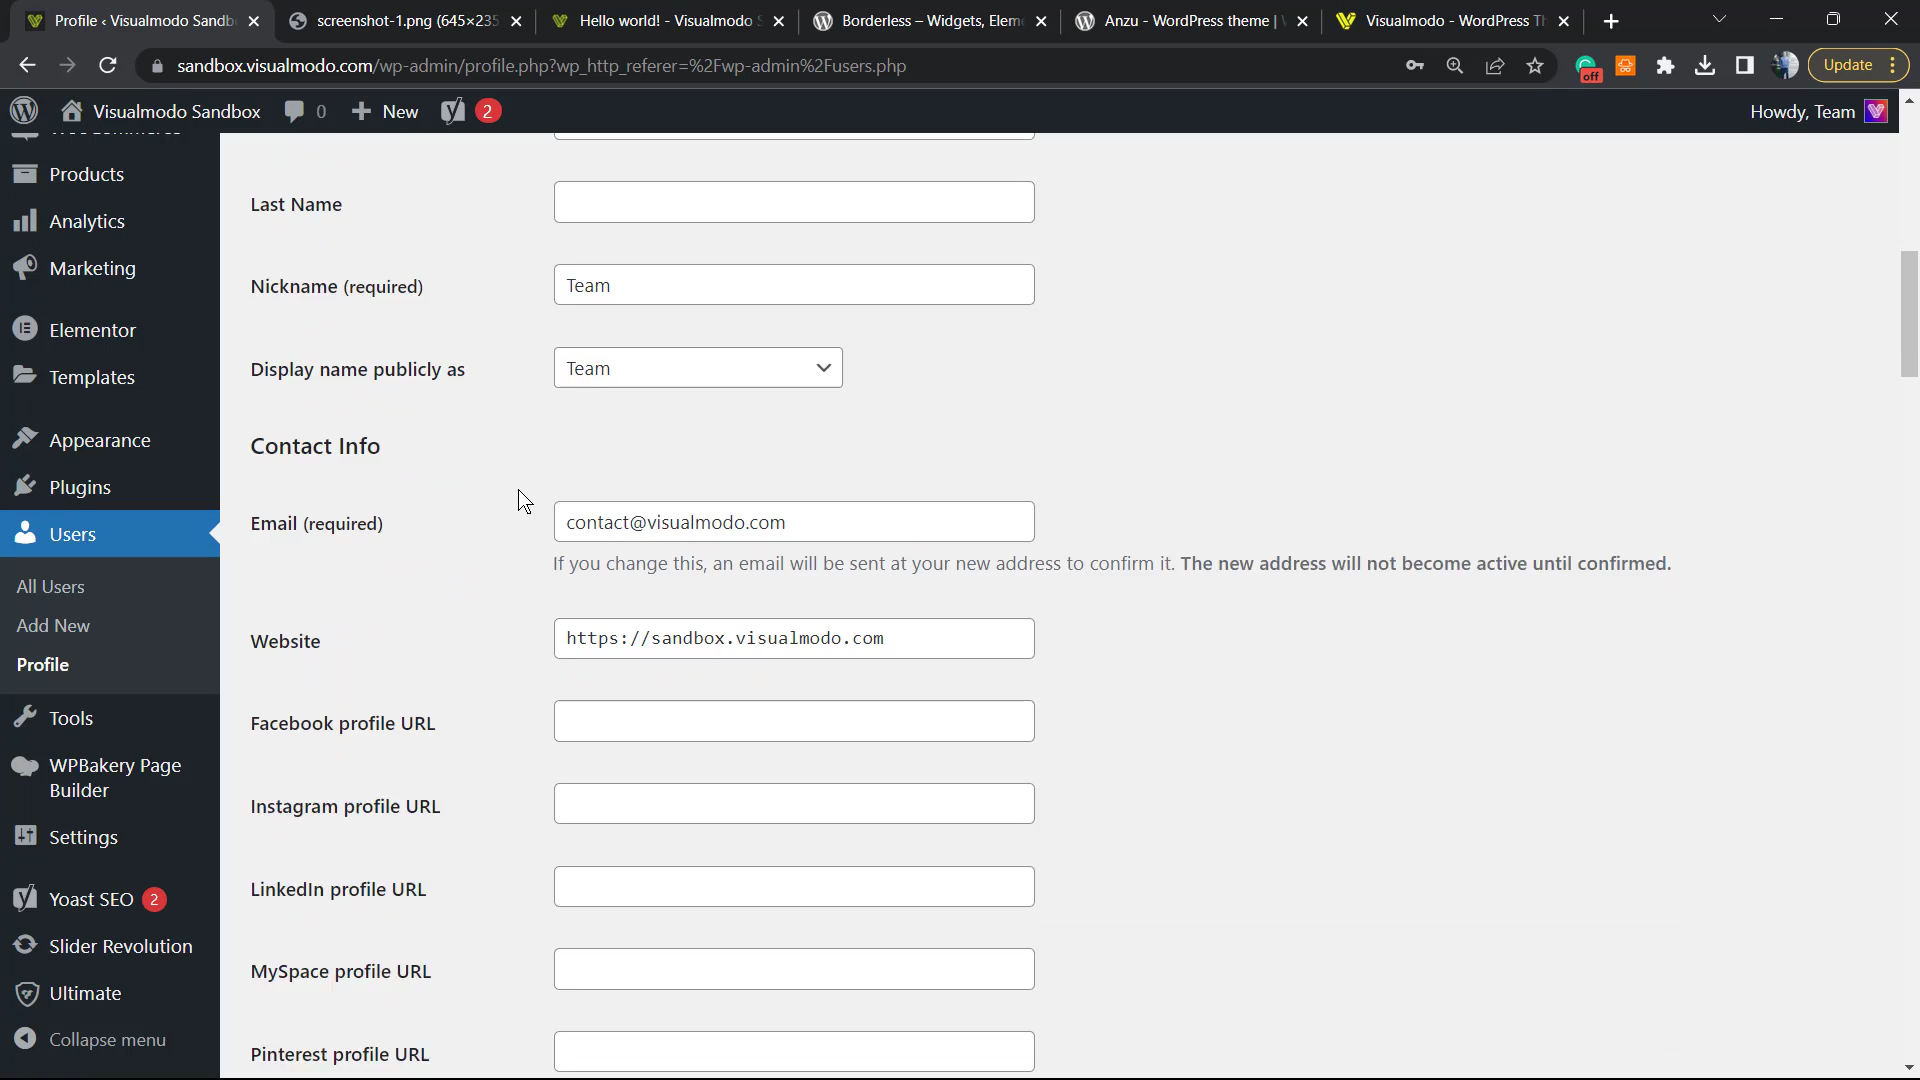 Profile ‹ Visualmodo Sandb
screenshot-1.png (645×235
Hello world! - Visualmodo S
Borderless – Widgets, Elem
Anzu - WordPress theme |
Visualmodo - WordPress Th
sandbox.visualmodo.com/wp-admin/profile.php?wp_http_referer=%2Fwp-admin%2Fusers.php
off
Update
Visualmodo Sandbox
0
New
2
Howdy, Team
Products
Analytics
Marketing
Elementor
Templates
Appearance
Plugins
Users
All Users
Add New
Profile
Tools
WPBakery Page
Builder
Settings
Yoast SEO 2
Slider Revolution
Ultimate
Collapse menu
Last Name
Nickname (required)
Team
Display name publicly as
Team
Contact Info
Email (required)
contact@visualmodo.com
If you change this, an email will be sent at your new address to confirm it. The new address will not become active until confirmed.
Website
https://sandbox.visualmodo.com
Facebook profile URL
Instagram profile URL
LinkedIn profile URL
MySpace profile URL
Pinterest profile URL